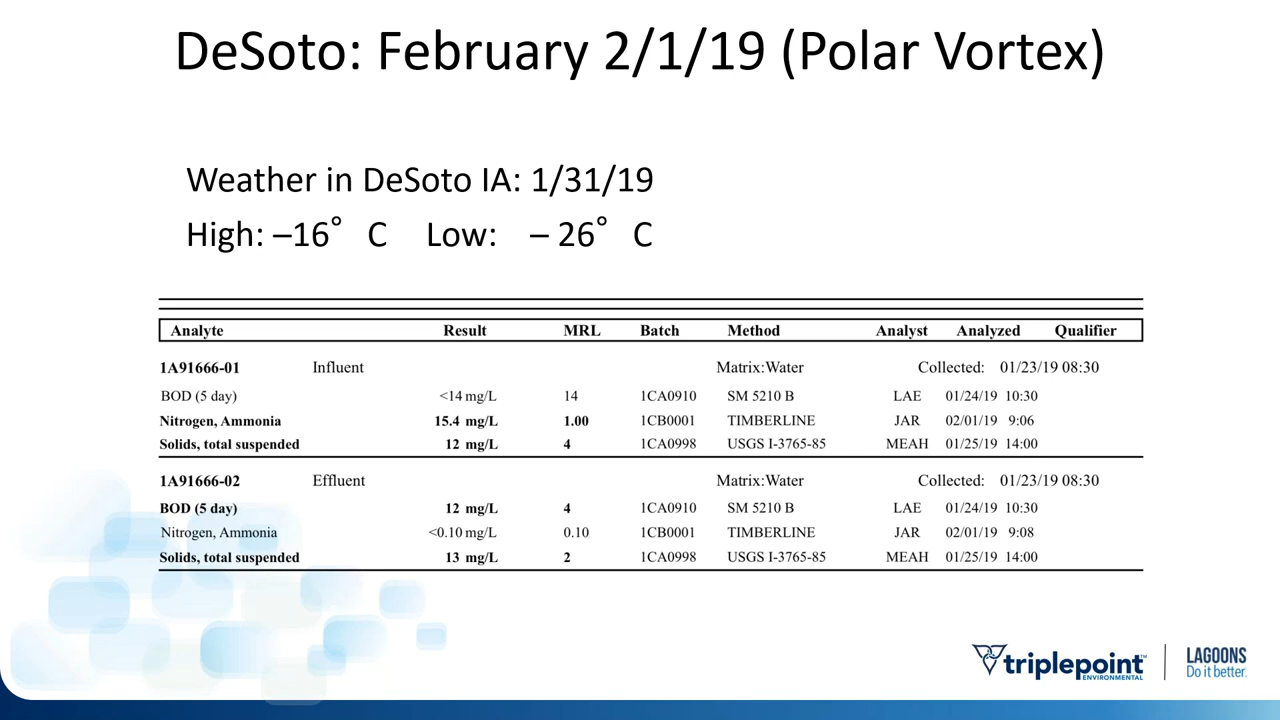 DeSoto: February 2/1/19 (Polar Vortex)
Weather in DeSoto IA: 1/31/19
High: –16° C Low: – 26° C
Analyte Result MRL Batch Method Analyst Analyzed Qualifier
1A91666-01 Influent Matrix:Water Collected: 01/23/19 08:30
BOD (5 day) <14 mg/L 14 1CA0910 SM 5210 B LAE 01/24/19 10:30
Nitrogen, Ammonia 15.4 mg/L 1.00 1CB0001 TIMBERLINE JAR 02/01/19 9:06
Solids, total suspended 12 mg/L 4 1CA0998 USGS I-3765-85 MEAH 01/25/19 14:00
1A91666-02 Effluent Matrix:Water Collected: 01/23/19 08:30
BOD (5 day) 12 mg/L 4 1CA0910 SM 5210 B LAE 01/24/19 10:30
Nitrogen, Ammonia <0.10 mg/L 0.10 1CB0001 TIMBERLINE JAR 02/01/19 9:08
Solids, total suspended 13 mg/L 2 1CA0998 USGS I-3765-85 MEAH 01/25/19 14:00
triplepoint™
ENVIRONMENTAL
LAGOONS
Do it better.